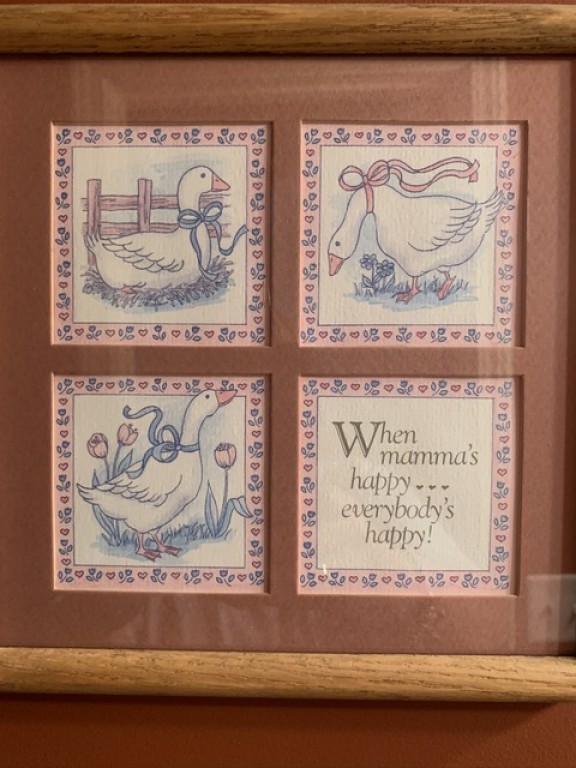 When
mamma's
happy ...
everybody's
happy!